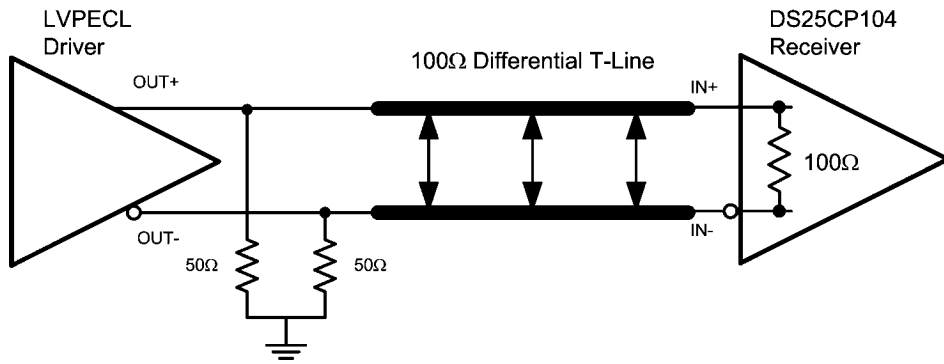 LVPECL
Driver
DS25CP104
Receiver
100Ω Differential T-Line
OUT+
IN+
100Ω
OUT-
IN-
50Ω
50Ω